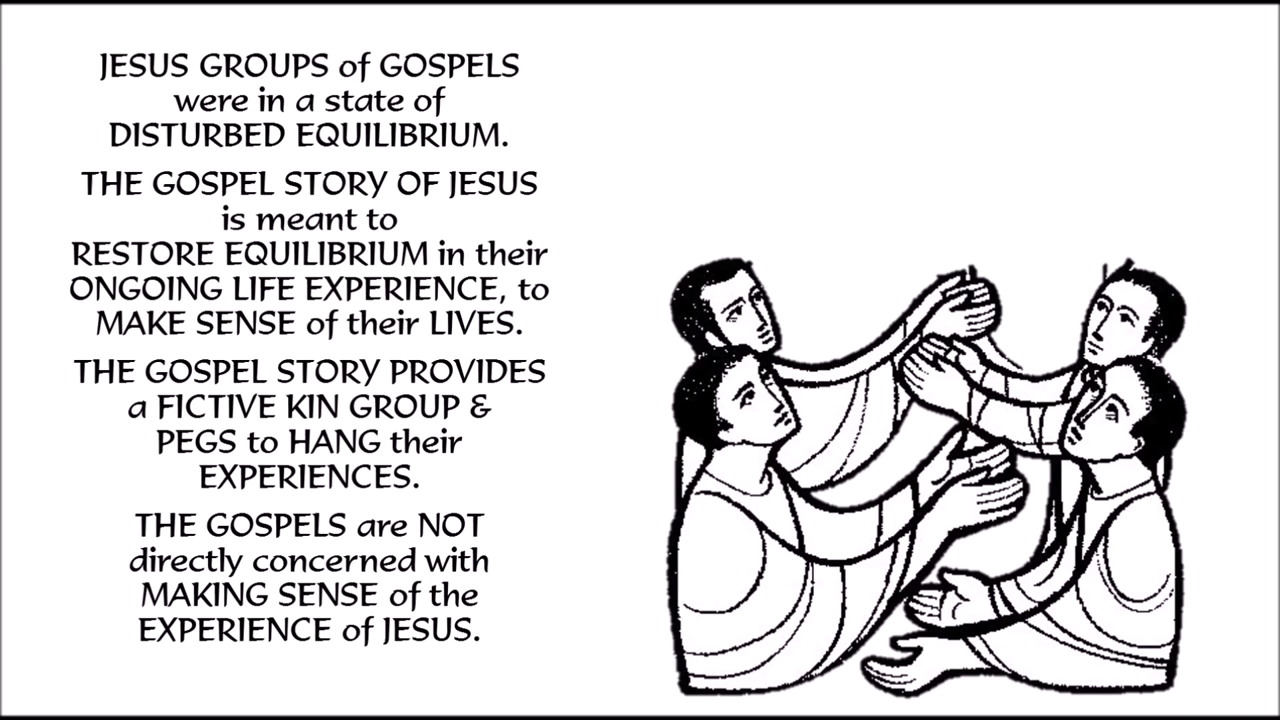 JESUS GROUPS of GOSPELS
were in a state of
DISTURBED EQUILIBRIUM.
THE GOSPEL STORY OF JESUS
is meant to
RESTORE EQUILIBRIUM in their
ONGOING LIFE EXPERIENCE, to
MAKE SENSE of their LIVES.
THE GOSPEL STORY PROVIDES
a FICTIVE KIN GROUP &
PEGS to HANG their
EXPERIENCES.
THE GOSPELS are NOT
directly concerned with
MAKING SENSE of the
EXPERIENCE of JESUS.